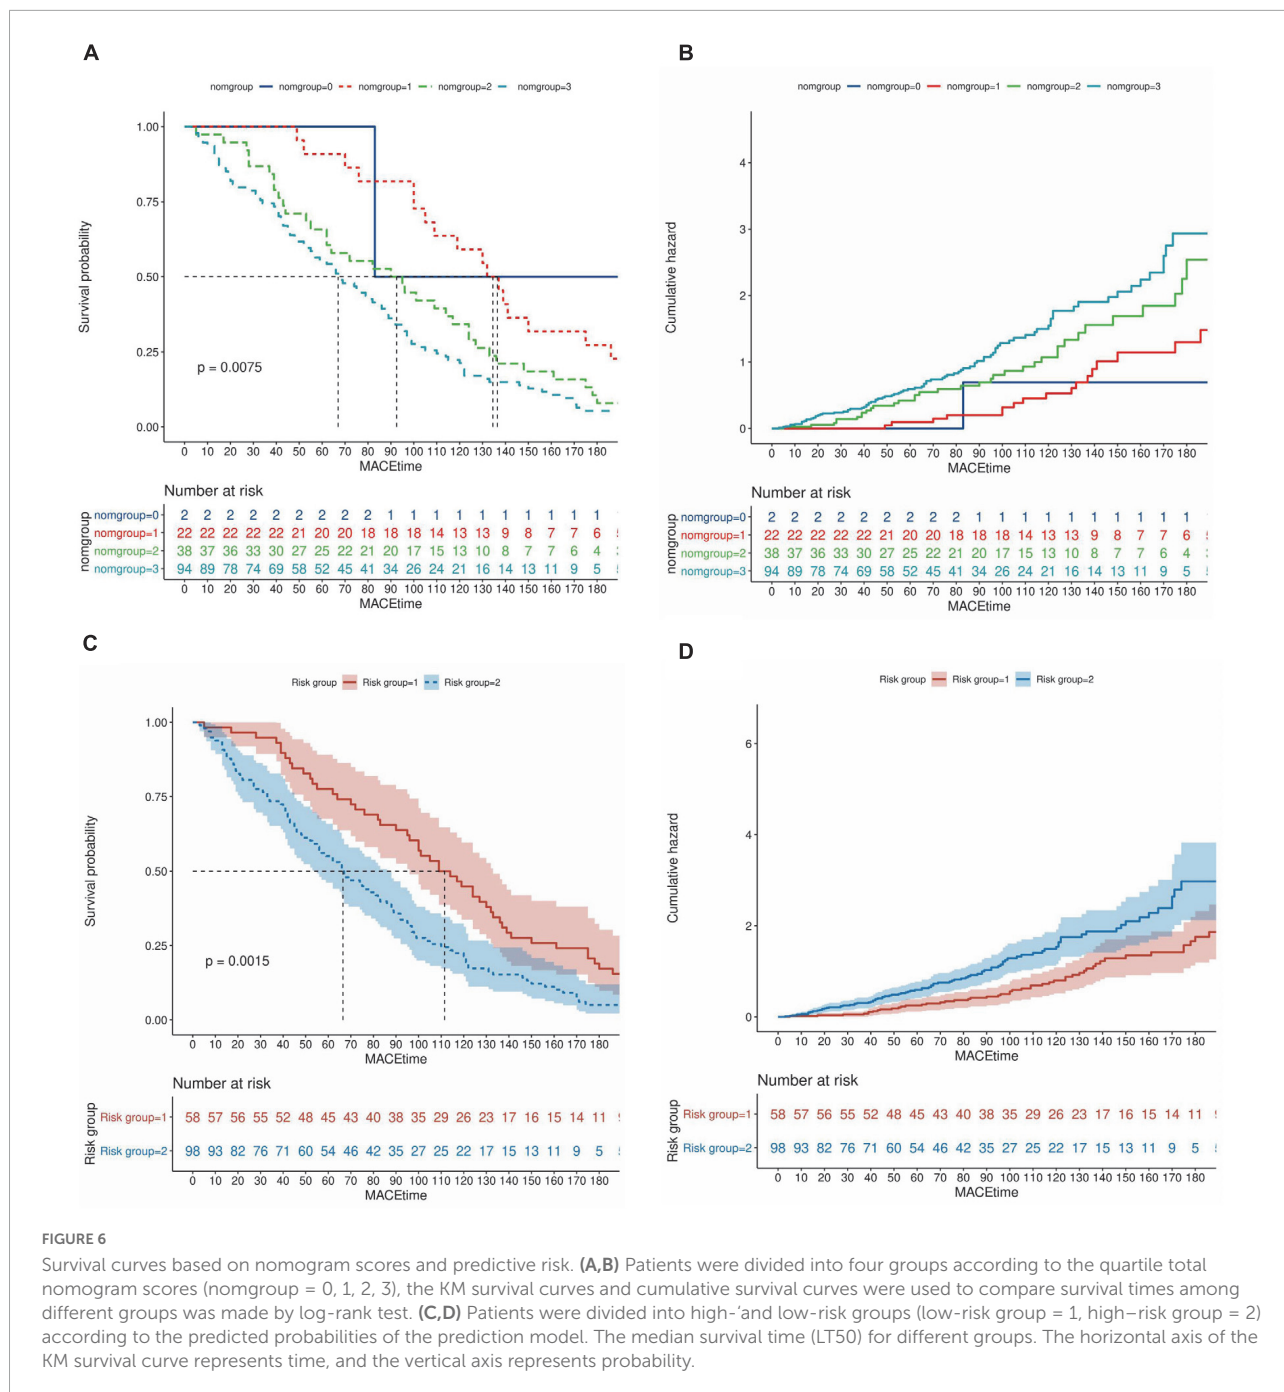 A
nomgroup nomgroup=0 nomgroup=1 nomgroup=2 nomgroup=3
1.00
0.75
0.50
0.25
0.00
Survival probability
p = 0.0075
0 10 20 30 40 50 60 70 80 90 100 110 120 130 140 150 160 170 180
MACEtime
Number at risk
nomgroup
nomgroup=0 2 2 2 2 2 2 2 2 2 1 1 1 1 1 1 1 1 1 1
nomgroup=1 22 22 22 22 22 21 20 20 18 18 18 14 13 13 9 8 7 7 6
nomgroup=2 38 37 36 33 30 27 25 22 21 20 17 15 13 10 8 7 7 6 4
nomgroup=3 94 89 78 74 69 58 52 45 41 34 26 24 21 16 14 13 11 9 5
0 10 20 30 40 50 60 70 80 90 100 110 120 130 140 150 160 170 180
MACEtime
B
nomgroup nomgroup=0 nomgroup=1 nomgroup=2 nomgroup=3
4
3
2
1
0
Cumulative hazard
0 10 20 30 40 50 60 70 80 90 100 110 120 130 140 150 160 170 180
MACEtime
Number at risk
nomgroup
nomgroup=0 2 2 2 2 2 2 2 2 2 1 1 1 1 1 1 1 1 1 1
nomgroup=1 22 22 22 22 22 21 20 20 18 18 18 14 13 13 9 8 7 7 6
nomgroup=2 38 37 36 33 30 27 25 22 21 20 17 15 13 10 8 7 7 6 4
nomgroup=3 94 89 78 74 69 58 52 45 41 34 26 24 21 16 14 13 11 9 5
0 10 20 30 40 50 60 70 80 90 100 110 120 130 140 150 160 170 180
MACEtime
C
Risk group Risk group=1 Risk group=2
1.00
0.75
0.50
0.25
0.00
Survival probability
p = 0.0015
0 10 20 30 40 50 60 70 80 90 100 110 120 130 140 150 160 170 180
MACEtime
Number at risk
Risk group
Risk group=1 58 57 56 55 52 48 45 43 40 38 35 29 26 23 17 16 15 14 11
Risk group=2 98 93 82 76 71 60 54 46 42 35 27 25 22 17 15 13 11 9 5
0 10 20 30 40 50 60 70 80 90 100 110 120 130 140 150 160 170 180
MACEtime
D
Risk group Risk group=1 Risk group=2
6
4
2
0
Cumulative hazard
0 10 20 30 40 50 60 70 80 90 100 110 120 130 140 150 160 170 180
MACEtime
Number at risk
Risk group
Risk group=1 58 57 56 55 52 48 45 43 40 38 35 29 26 23 17 16 15 14 11
Risk group=2 98 93 82 76 71 60 54 46 42 35 27 25 22 17 15 13 11 9 5
0 10 20 30 40 50 60 70 80 90 100 110 120 130 140 150 160 170 180
MACEtime
FIGURE 6
Survival curves based on nomogram scores and predictive risk. (A,B) Patients were divided into four groups according to the quartile total
nomogram scores (nomgroup = 0, 1, 2, 3), the KM survival curves and cumulative survival curves were used to compare survival times among
different groups was made by log-rank test. (C,D) Patients were divided into high-‘and low-risk groups (low-risk group = 1, high–risk group = 2)
according to the predicted probabilities of the prediction model. The median survival time (LT50) for different groups. The horizontal axis of the
KM survival curve represents time, and the vertical axis represents probability.